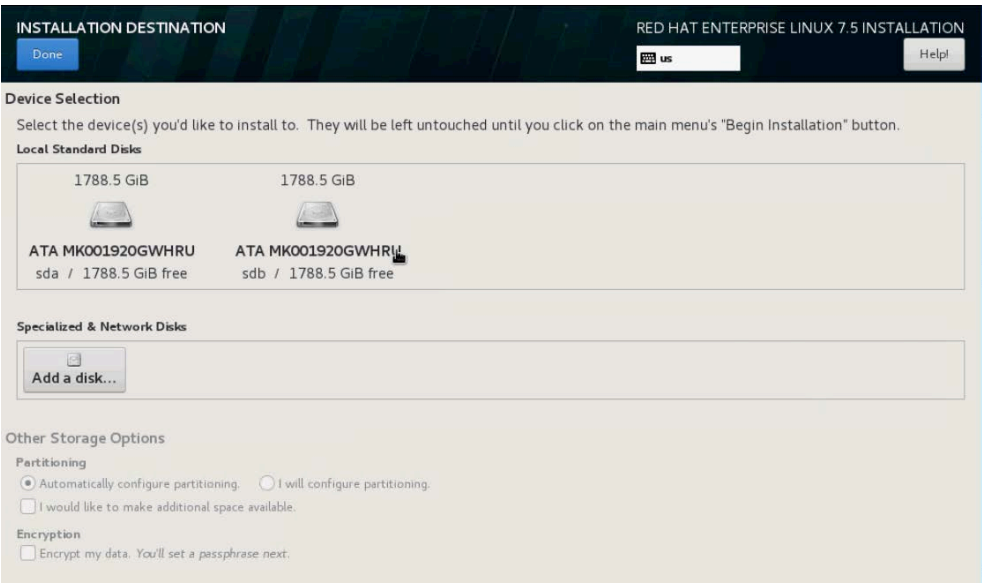 INSTALLATION DESTINATION
RED HAT ENTERPRISE LINUX 7.5 INSTALLATION
Done
us
Help!
Device Selection
Select the device(s) you'd like to install to. They will be left untouched until you click on the main menu's "Begin Installation" button.
Local Standard Disks
1788.5 GiB 1788.5 GiB
ATA MK001920GWHRU ATA MK001920GWHRU
sda / 1788.5 GiB free sdb / 1788.5 GiB free
Specialized & Network Disks
Add a disk...
Other Storage Options
Partitioning
Automatically configure partitioning. I will configure partitioning.
I would like to make additional space available.
Encryption
Encrypt my data. You'll set a passphrase next.